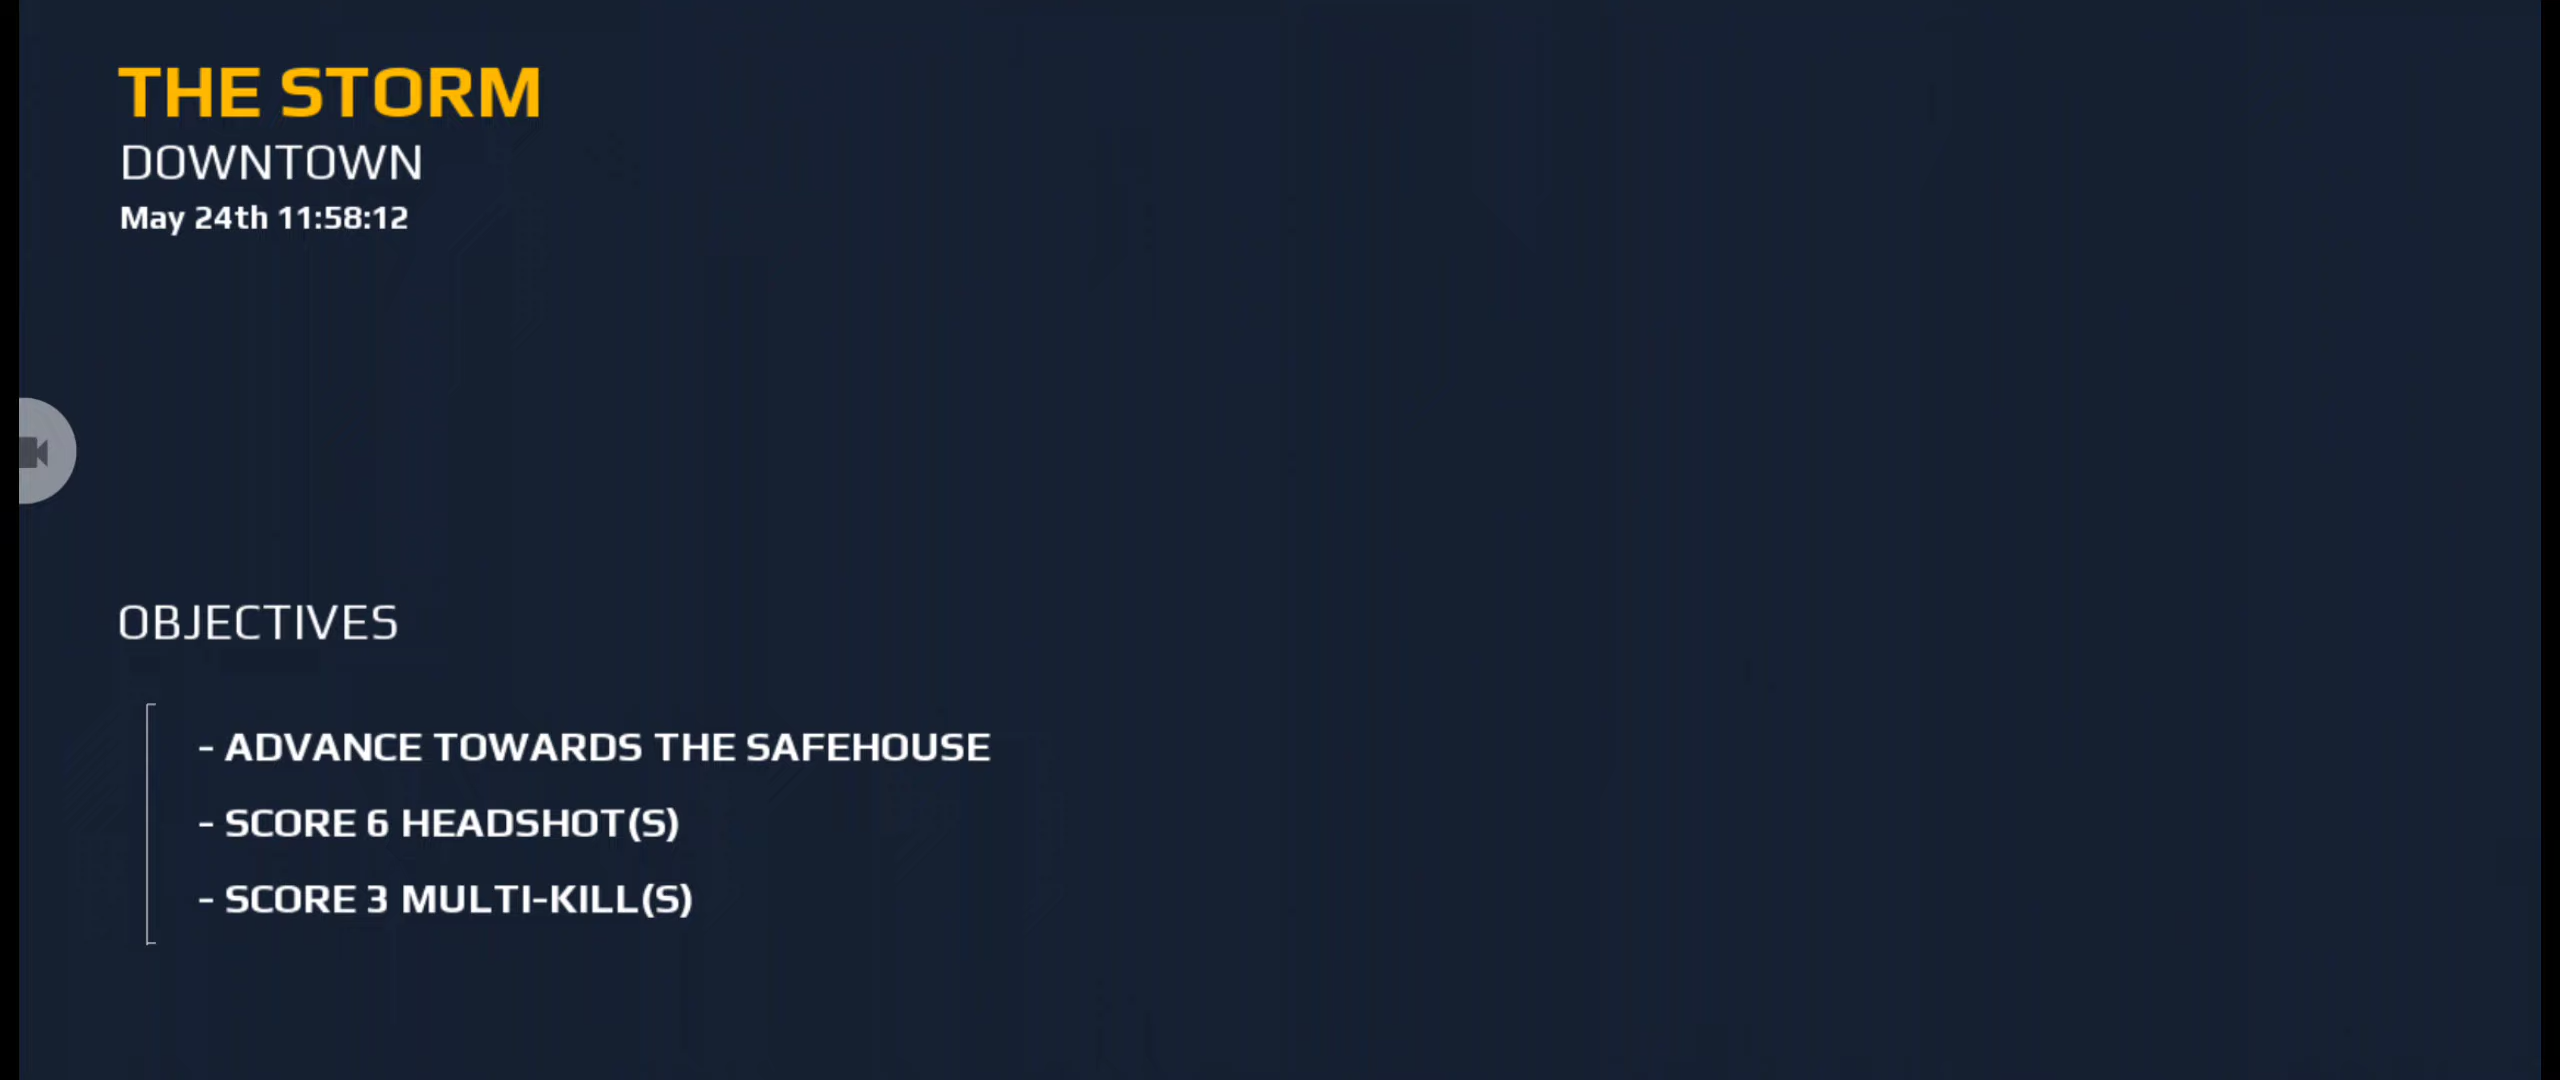 THE STORM
DOWNTOWN
May 24th 11:58:12
OBJECTIVES
- ADVANCE TOWARDS THE SAFEHOUSE
- SCORE 6 HEADSHOT(S)
- SCORE 3 MULTI-KILL(S)